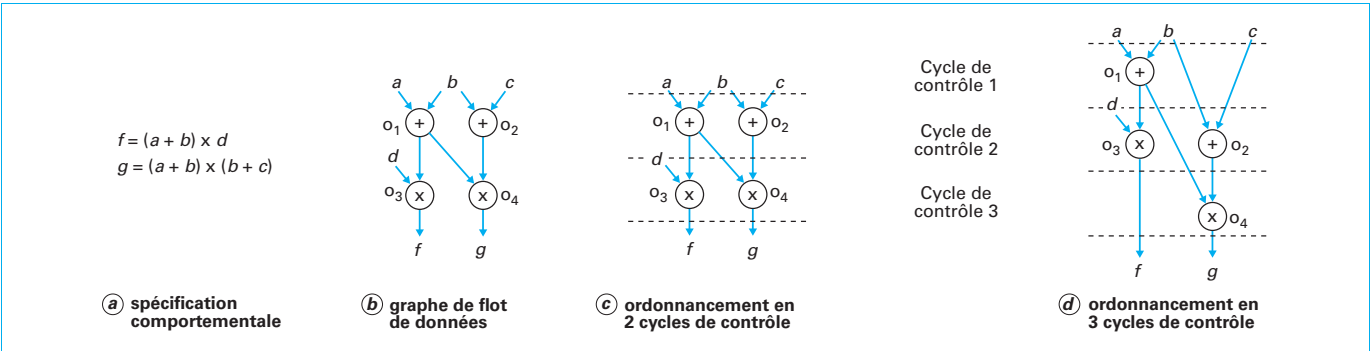 f = (a + b) x d
g = (a + b) x (b + c)
ⓐ spécification
comportementale
a b c
o1 + + o2
d
o3 x x o4
f g
ⓑ graphe de flot
de données
a b c
o1 + + o2
d
o3 x x o4
f g
ⓒ ordonnancement en
2 cycles de contrôle
Cycle de
contrôle 1
Cycle de
contrôle 2
Cycle de
contrôle 3
a b c
o1 +
d
o3 x + o2
x o4
f g
ⓓ ordonnancement en
3 cycles de contrôle